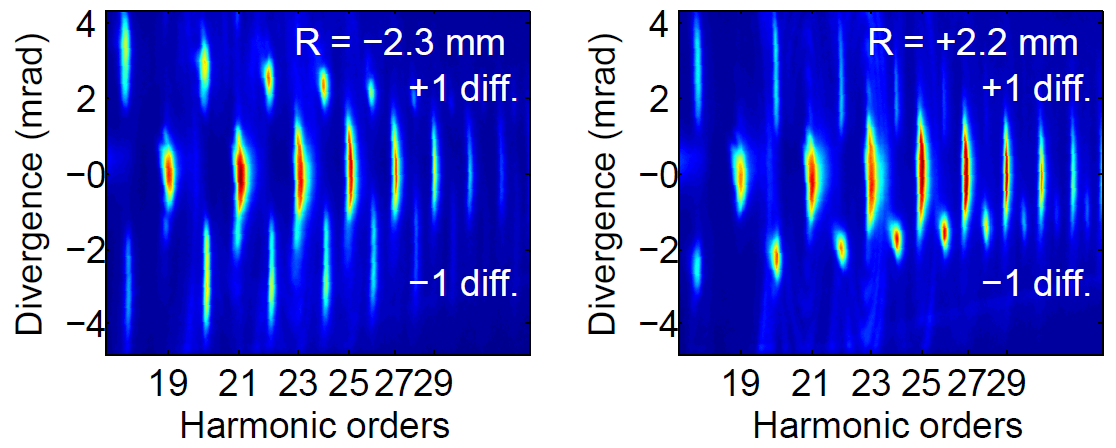 Divergence (mrad)
4
2
−0
−2
−4
R = −2.3 mm
+1 diff.
−1 diff.
19 21 23 25 27 29
Harmonic orders
Divergence (mrad)
4
2
−0
−2
−4
R = +2.2 mm
+1 diff.
−1 diff.
19 21 23 25 27 29
Harmonic orders